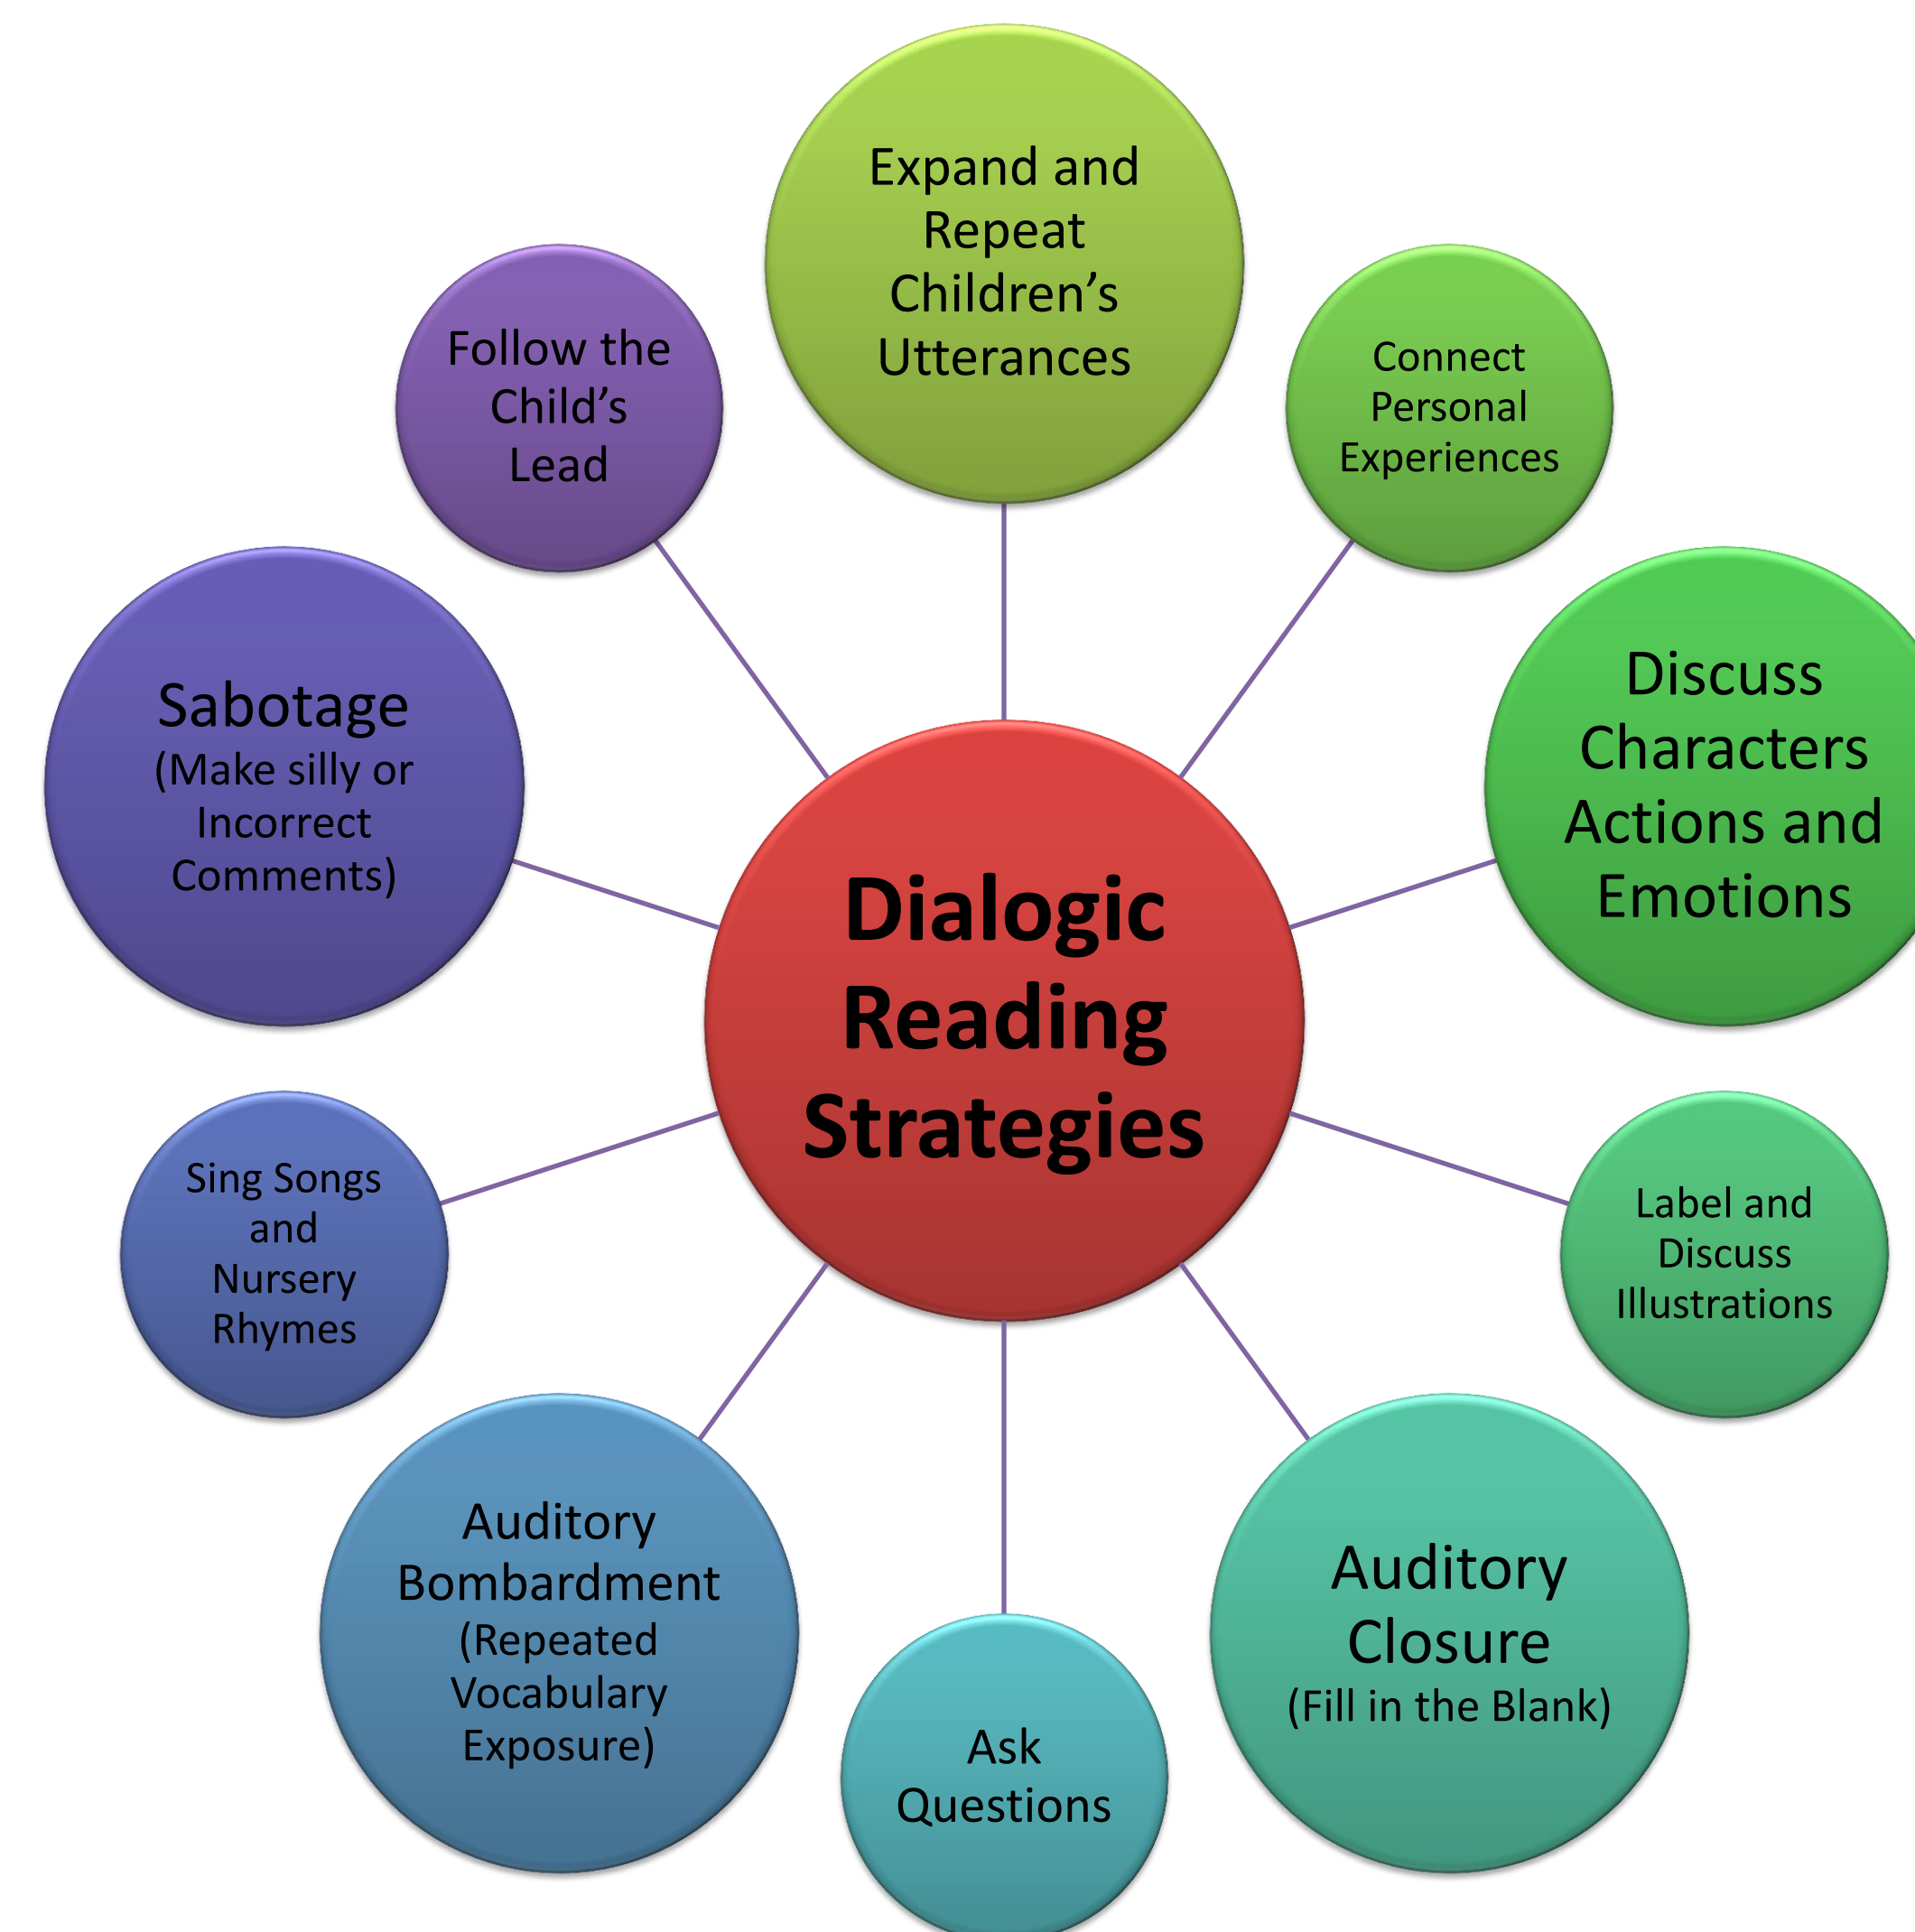 Expand and
Repeat
Children’s
Utterances
Connect
Personal
Experiences
Discuss
Characters
Actions and
Emotions
Label and
Discuss
Illustrations
Auditory
Closure
(Fill in the Blank)
Ask
Questions
Auditory
Bombardment
(Repeated
Vocabulary
Exposure)
Sing Songs
and
Nursery
Rhymes
Sabotage
(Make silly or
Incorrect
Comments)
Follow the
Child’s
Lead
Dialogic
Reading
Strategies